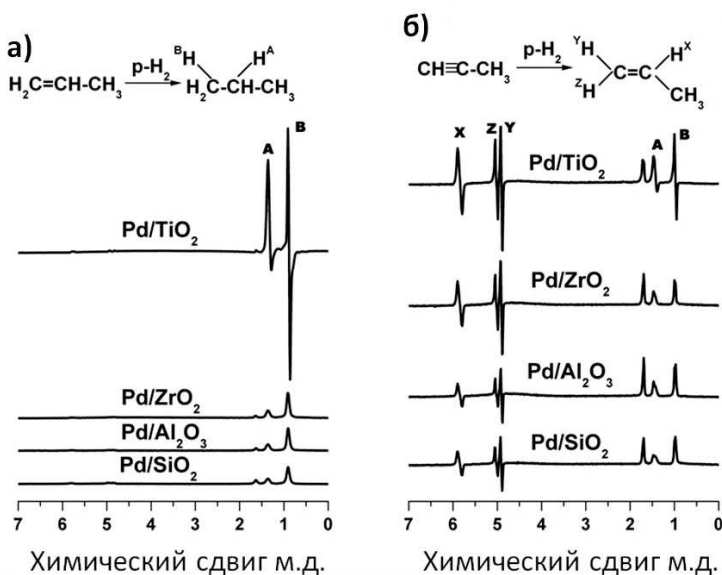 а)
H₂C=CH-CH₃
p-H₂
ᴮH Hᴬ
H₂C-CH-CH₃
A
B
Pd/TiO₂
Pd/ZrO₂
Pd/Al₂O₃
Pd/SiO₂
7 6 5 4 3 2 1 0
Химический сдвиг м.д.
б)
CH≡C-CH₃
p-H₂
ʸH Hˣ
C=C
ᶻH
CH₃
X
Z Y
A
B
Pd/TiO₂
Pd/ZrO₂
Pd/Al₂O₃
Pd/SiO₂
7 6 5 4 3 2 1 0
Химический сдвиг м.д.